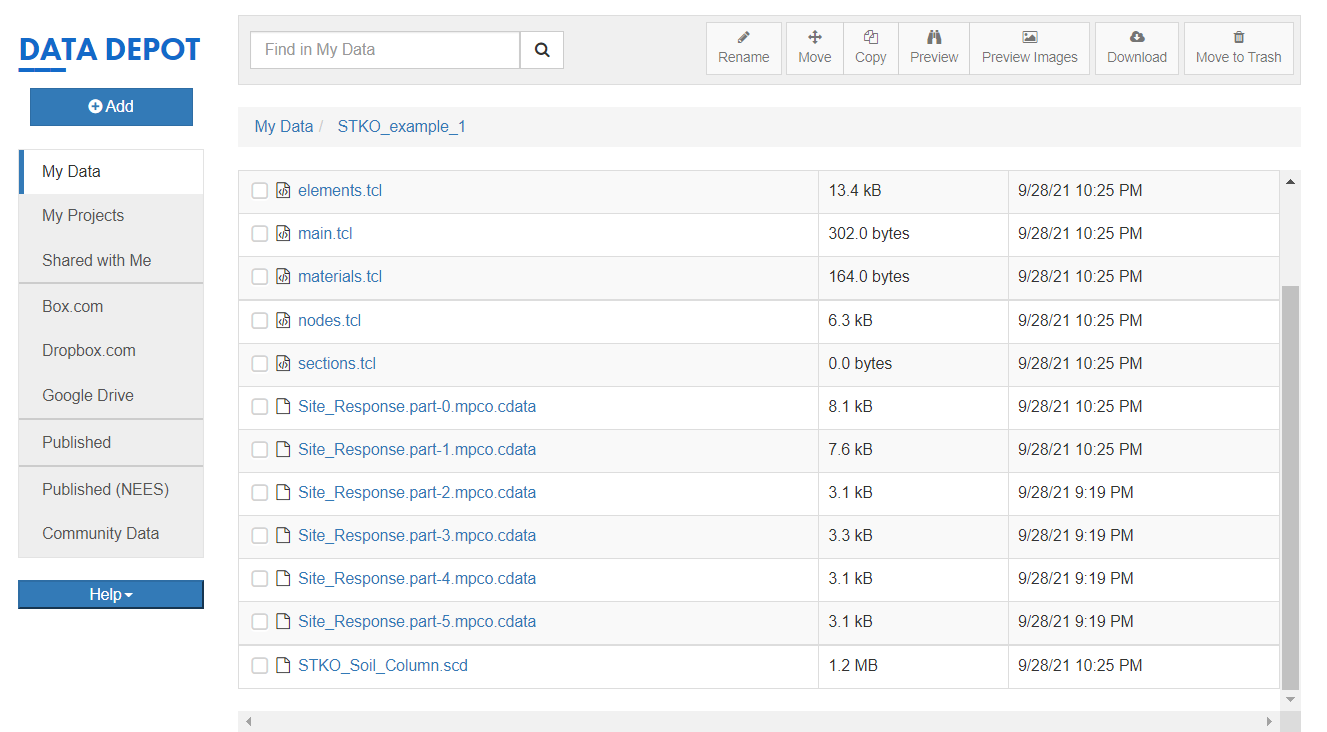 DATA DEPOT
Add
My Data
My Projects
Shared with Me
Box.com
Dropbox.com
Google Drive
Published
Published (NEES)
Community Data
Help
Find in My Data
Rename Move Copy Preview Preview Images Download Move to Trash
My Data / STKO_example_1
elements.tcl 13.4 kB 9/28/21 10:25 PM
main.tcl 302.0 bytes 9/28/21 10:25 PM
materials.tcl 164.0 bytes 9/28/21 10:25 PM
nodes.tcl 6.3 kB 9/28/21 10:25 PM
sections.tcl 0.0 bytes 9/28/21 10:25 PM
Site_Response.part-0.mpco.cdata 8.1 kB 9/28/21 10:25 PM
Site_Response.part-1.mpco.cdata 7.6 kB 9/28/21 10:25 PM
Site_Response.part-2.mpco.cdata 3.1 kB 9/28/21 9:19 PM
Site_Response.part-3.mpco.cdata 3.3 kB 9/28/21 9:19 PM
Site_Response.part-4.mpco.cdata 3.1 kB 9/28/21 9:19 PM
Site_Response.part-5.mpco.cdata 3.1 kB 9/28/21 9:19 PM
STKO_Soil_Column.scd 1.2 MB 9/28/21 10:25 PM